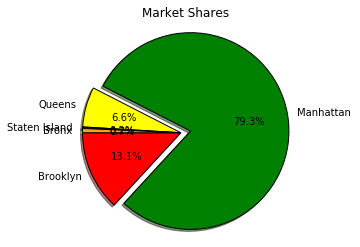 Market Shares
Queens
6.6%
79.3%
Manhattan
Staten Island
Bronx
13.1%
Brooklyn